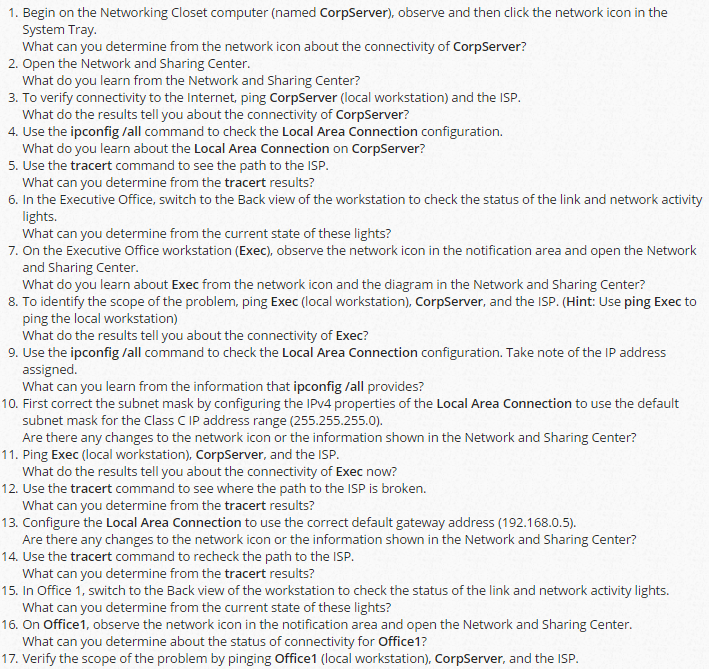 1. Begin on the Networking Closet computer (named CorpServer), observe and then click the network icon in the
System Tray.
What can you determine from the network icon about the connectivity of CorpServer?
2. Open the Network and Sharing Center.
What do you learn from the Network and Sharing Center?
3. To verify connectivity to the Internet, ping CorpServer (local workstation) and the ISP.
What do the results tell you about the connectivity of CorpServer?
4. Use the ipconfig /all command to check the Local Area Connection configuration.
What do you learn about the Local Area Connection on CorpServer?
5. Use the tracert command to see the path to the ISP.
What can you determine from the tracert results?
6. In the Executive Office, switch to the Back view of the workstation to check the status of the link and network activity
lights.
What can you determine from the current state of these lights?
7. On the Executive Office workstation (Exec), observe the network icon in the notification area and open the Network
and Sharing Center.
What do you learn about Exec from the network icon and the diagram in the Network and Sharing Center?
8. To identify the scope of the problem, ping Exec (local workstation), CorpServer, and the ISP. (Hint: Use ping Exec to
ping the local workstation)
What do the results tell you about the connectivity of Exec?
9. Use the ipconfig /all command to check the Local Area Connection configuration. Take note of the IP address
assigned.
What can you learn from the information that ipconfig /all provides?
10. First correct the subnet mask by configuring the IPv4 properties of the Local Area Connection to use the default
subnet mask for the Class C IP address range (255.255.255.0).
Are there any changes to the network icon or the information shown in the Network and Sharing Center?
11. Ping Exec (local workstation), CorpServer, and the ISP.
What do the results tell you about the connectivity of Exec now?
12. Use the tracert command to see where the path to the ISP is broken.
What can you determine from the tracert results?
13. Configure the Local Area Connection to use the correct default gateway address (192.168.0.5).
Are there any changes to the network icon or the information shown in the Network and Sharing Center?
14. Use the tracert command to recheck the path to the ISP.
What can you determine from the tracert results?
15. In Office 1, switch to the Back view of the workstation to check the status of the link and network activity lights.
What can you determine from the current state of these lights?
16. On Office1, observe the network icon in the notification area and open the Network and Sharing Center.
What can you determine about the status of connectivity for Office1?
17. Verify the scope of the problem by pinging Office1 (local workstation), CorpServer, and the ISP.